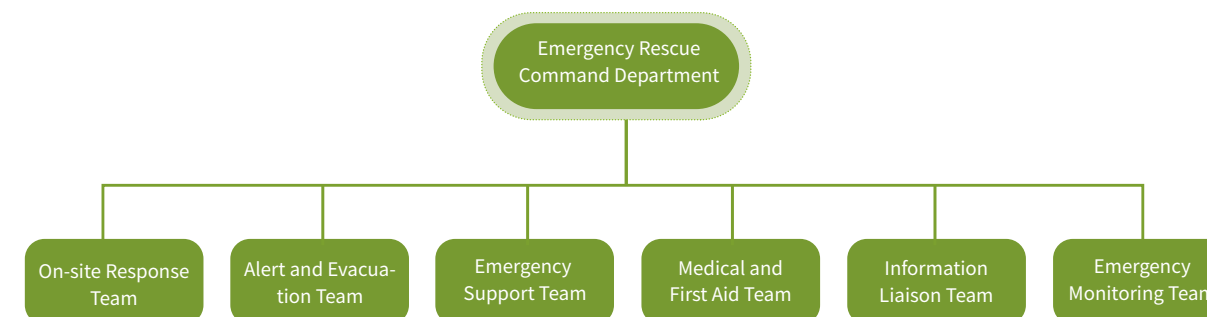 Emergency Rescue
Command Department
On-site Response
Team
Alert and Evacua-
tion Team
Emergency
Support Team
Medical and
First Aid Team
Information
Liaison Team
Emergency
Monitoring Team